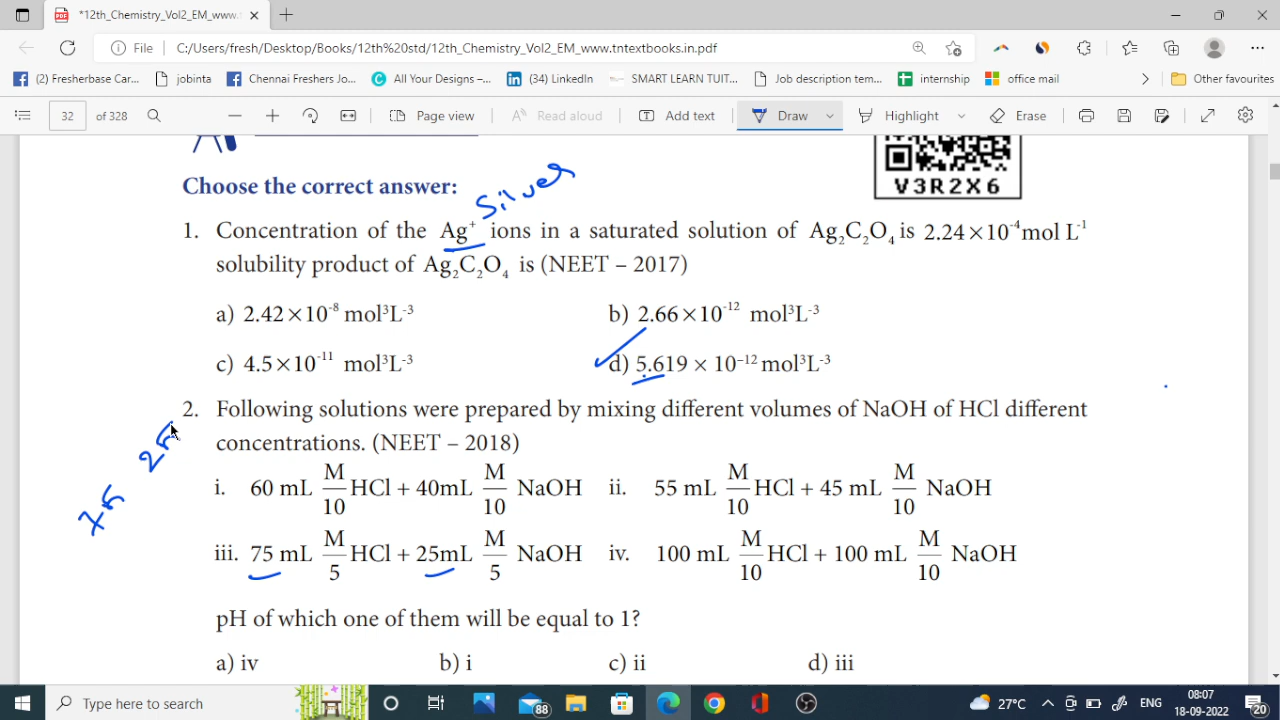 *12th_Chemistry_Vol2_EM_www.t
File C:/Users/fresh/Desktop/Books/12th%20std/12th_Chemistry_Vol2_EM_www.tntextbooks.in.pdf
(2) Fresherbase Car... jobinta Chennai Freshers Jo... All Your Designs –... (34) LinkedIn SMART LEARN TUIT... Job description tem... internship office mail Other favourites
32 of 328 Page view Read aloud Add text Draw Highlight Erase
V3R2X6
Choose the correct answer:
Silver
1. Concentration of the Ag⁺ ions in a saturated solution of Ag₂C₂O₄ is 2.24×10⁻⁴mol L⁻¹
solubility product of Ag₂C₂O₄ is (NEET – 2017)
a) 2.42×10⁻⁸ mol³L⁻³ b) 2.66×10⁻¹² mol³L⁻³
c) 4.5×10⁻¹¹ mol³L⁻³ d) 5.619 × 10⁻¹² mol³L⁻³
2. Following solutions were prepared by mixing different volumes of NaOH of HCl different
concentrations. (NEET – 2018)
75 25
i. 60 mL M/10 HCl + 40mL M/10 NaOH ii. 55 mL M/10 HCl + 45 mL M/10 NaOH
iii. 75 mL M/5 HCl + 25mL M/5 NaOH iv. 100 mL M/10 HCl + 100 mL M/10 NaOH
pH of which one of them will be equal to 1?
a) iv b) i c) ii d) iii
Type here to search 88 27°C ENG 08:07
18-09-2022 20